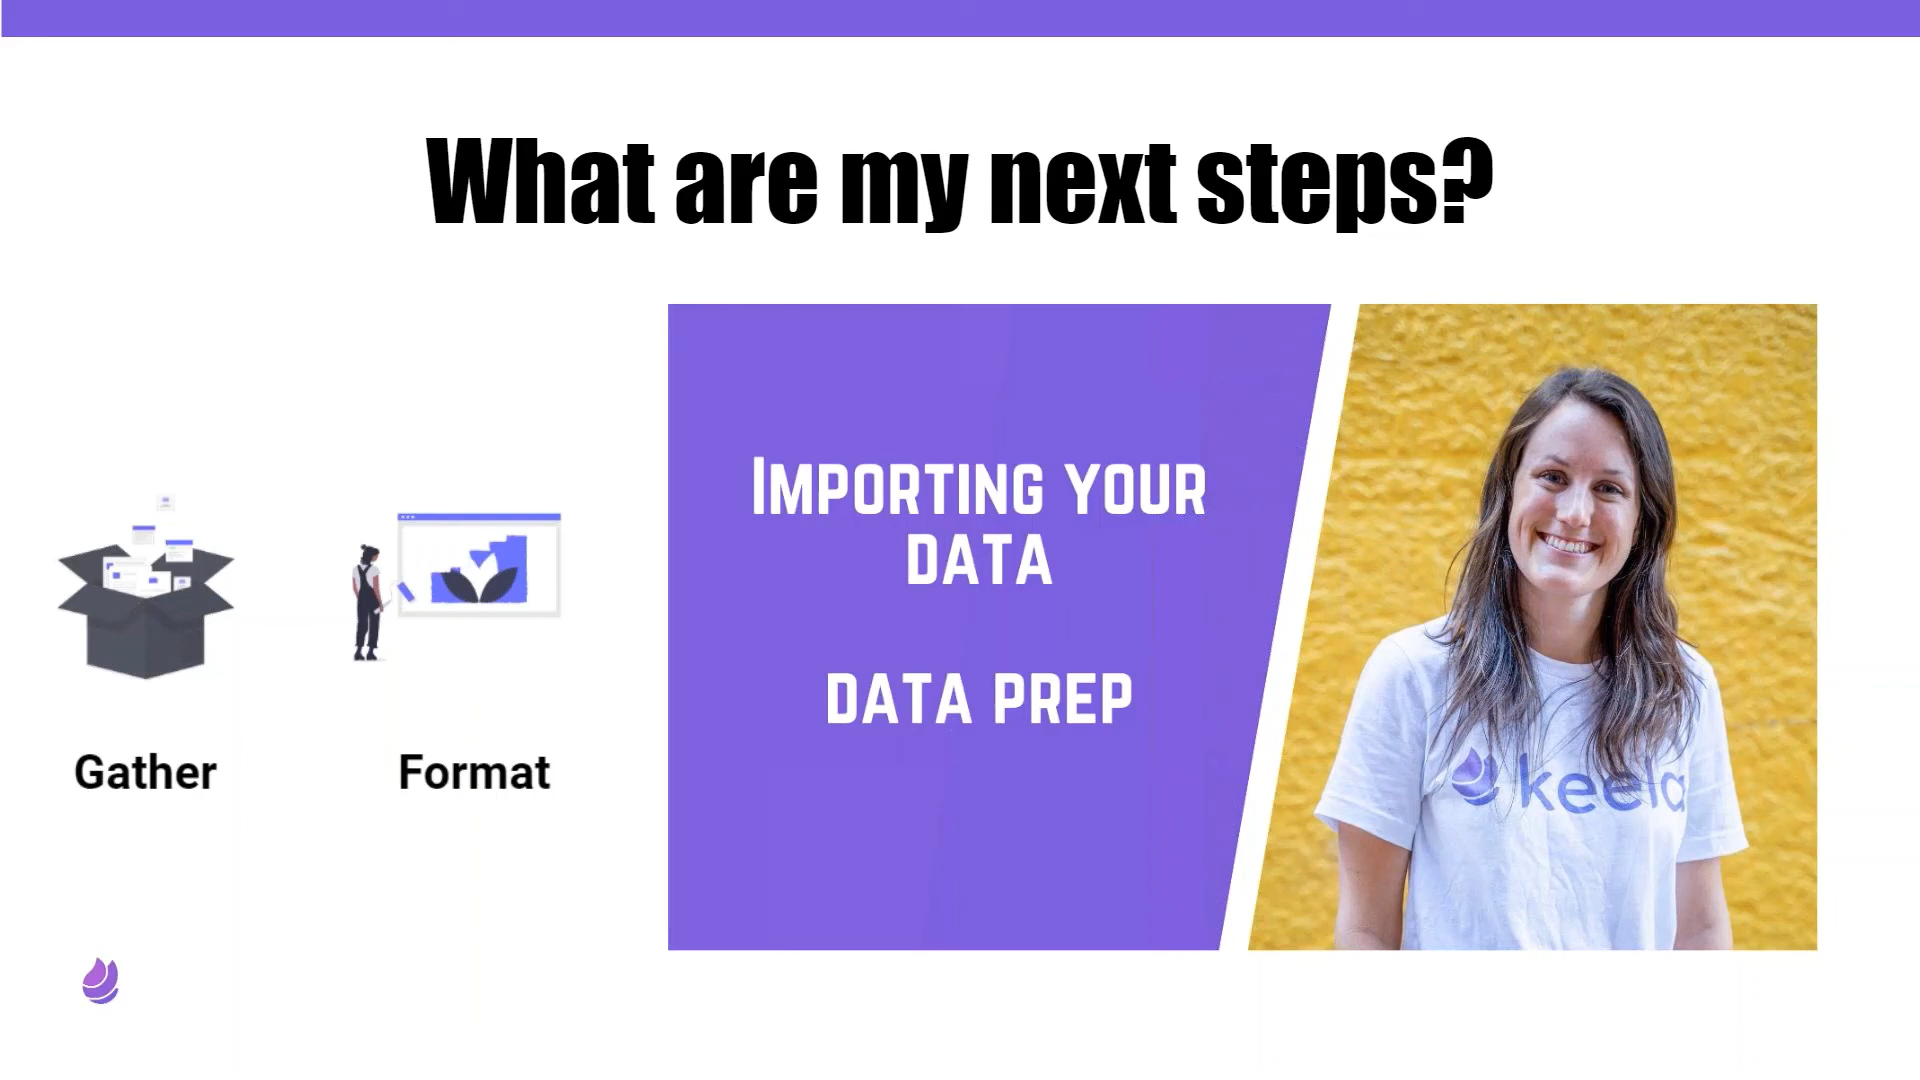 What are my next steps?
Gather
Format
IMPORTING YOUR
DATA
DATA PREP
keela